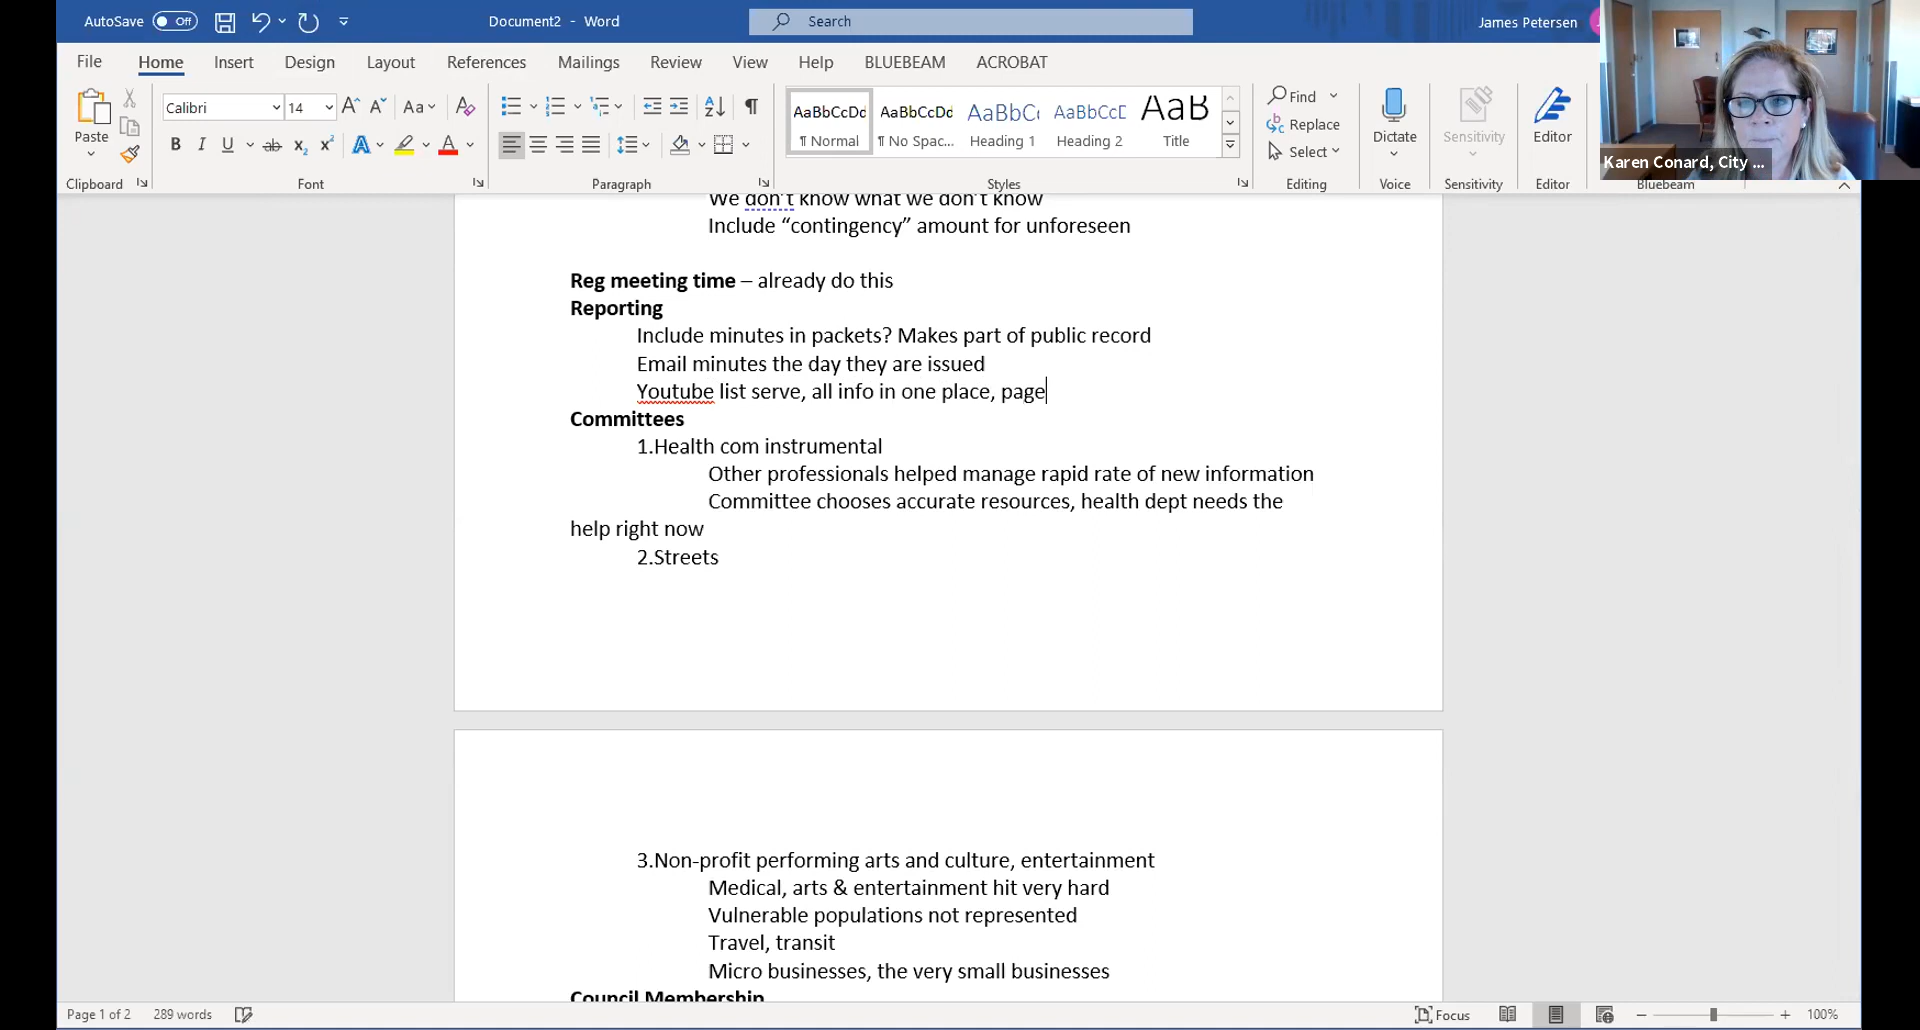 AutoSave Off Document2 - Word Search James Petersen
File Home Insert Design Layout References Mailings Review View Help BLUEBEAM ACROBAT
Paste
Calibri 14 A A Aa A
B I U ab x2 x2 A A
AaBbCcDd AaBbCcDd AaBbC AaBbCcD AaB
¶ Normal ¶ No Spac... Heading 1 Heading 2 Title
Find
Replace
Select
Dictate Sensitivity Editor
Karen Conard, City ...
Clipboard Font Paragraph Styles Editing Voice Sensitivity Editor Bluebeam
We don’t know what we don’t know
Include “contingency” amount for unforeseen
Reg meeting time – already do this
Reporting
Include minutes in packets? Makes part of public record
Email minutes the day they are issued
Youtube list serve, all info in one place, page
Committees
1.Health com instrumental
Other professionals helped manage rapid rate of new information
Committee chooses accurate resources, health dept needs the
help right now
2.Streets
3.Non-profit performing arts and culture, entertainment
Medical, arts & entertainment hit very hard
Vulnerable populations not represented
Travel, transit
Micro businesses, the very small businesses
Council Membership
Page 1 of 2 289 words Focus 100%